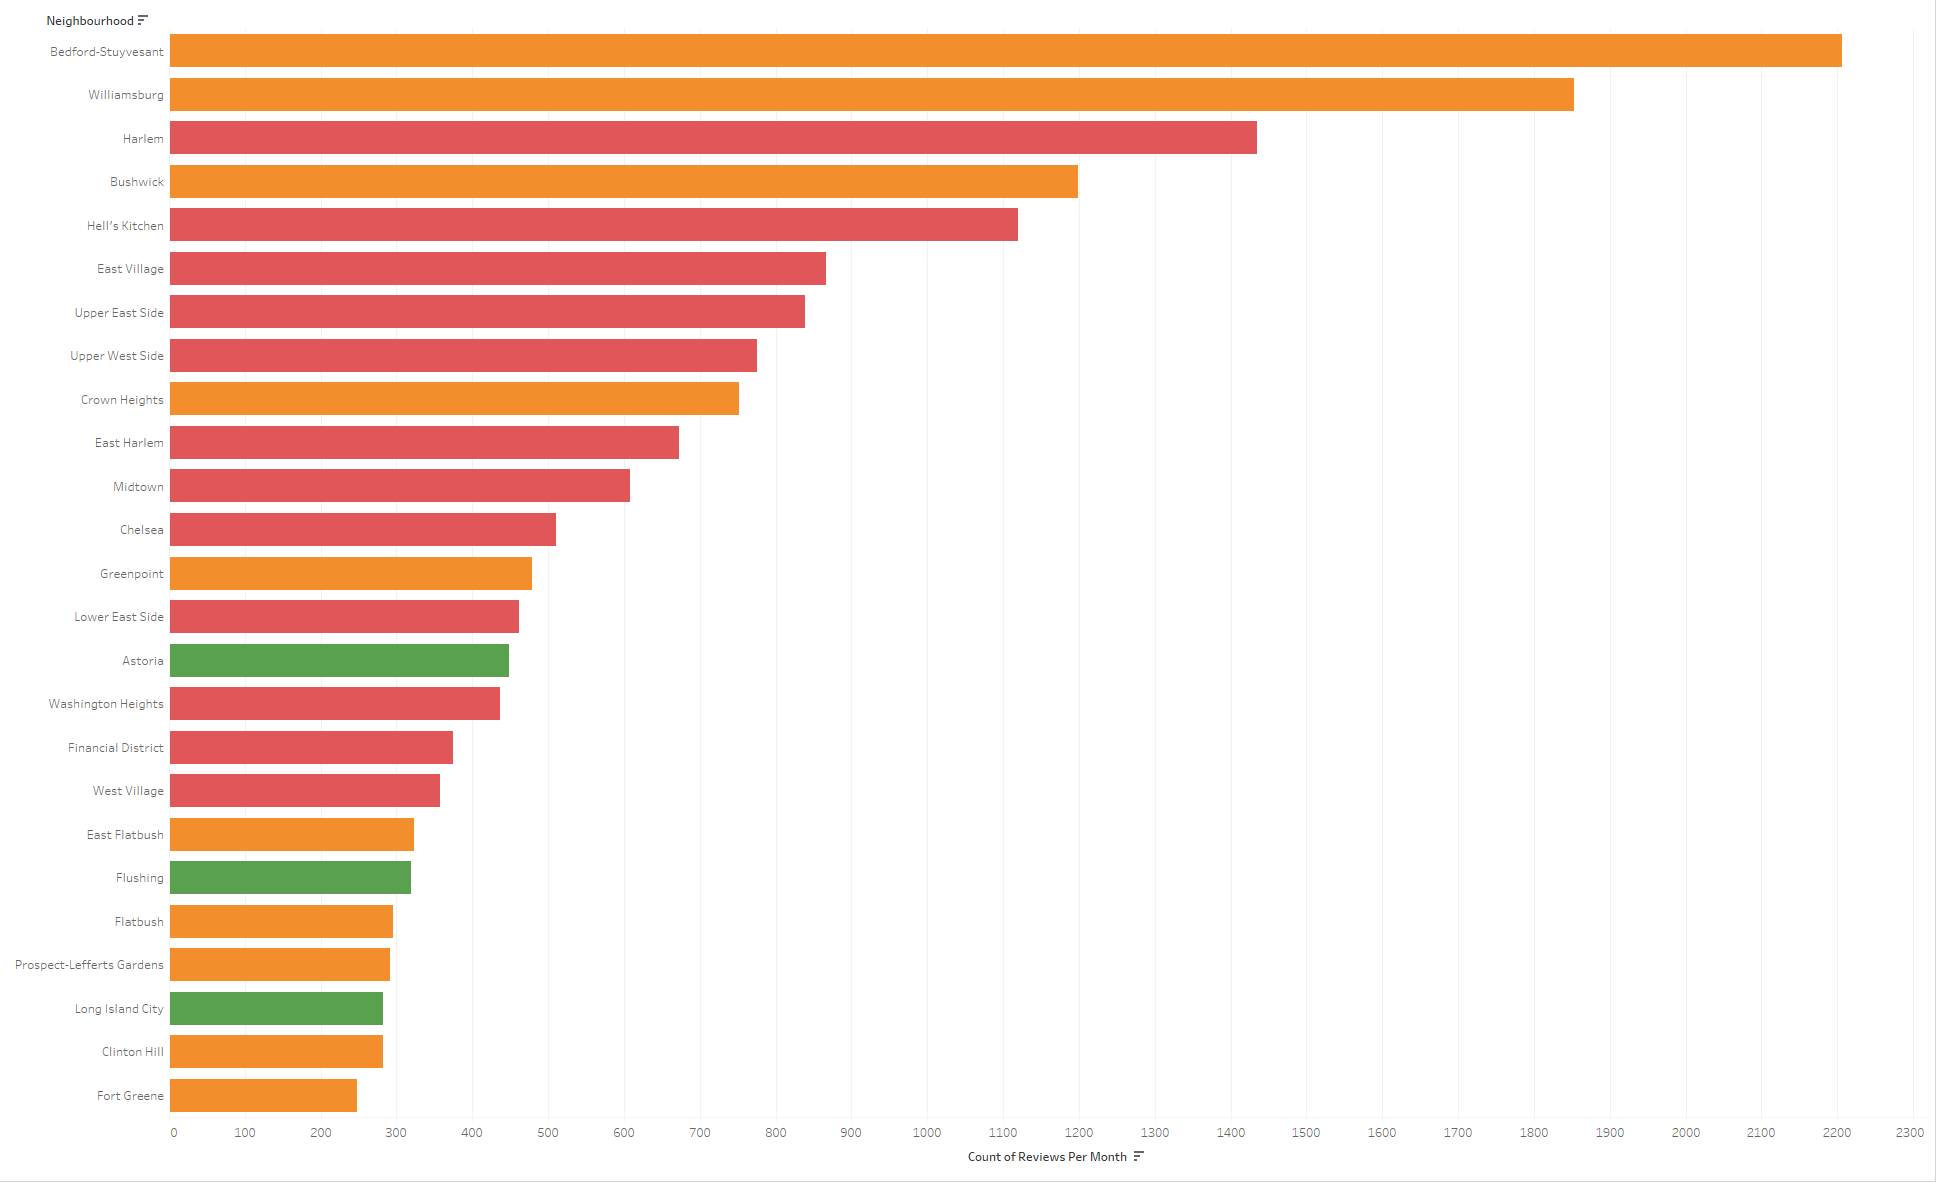 Neighbourhood
Bedford-Stuyvesant
Williamsburg
Harlem
Bushwick
Hell's Kitchen
East Village
Upper East Side
Upper West Side
Crown Heights
East Harlem
Midtown
Chelsea
Greenpoint
Lower East Side
Astoria
Washington Heights
Financial District
West Village
East Flatbush
Flushing
Flatbush
Prospect-Lefferts Gardens
Long Island City
Clinton Hill
Fort Greene
0 100 200 300 400 500 600 700 800 900 1000 1100 1200 1300 1400 1500 1600 1700 1800 1900 2000 2100 2200 2300
Count of Reviews Per Month